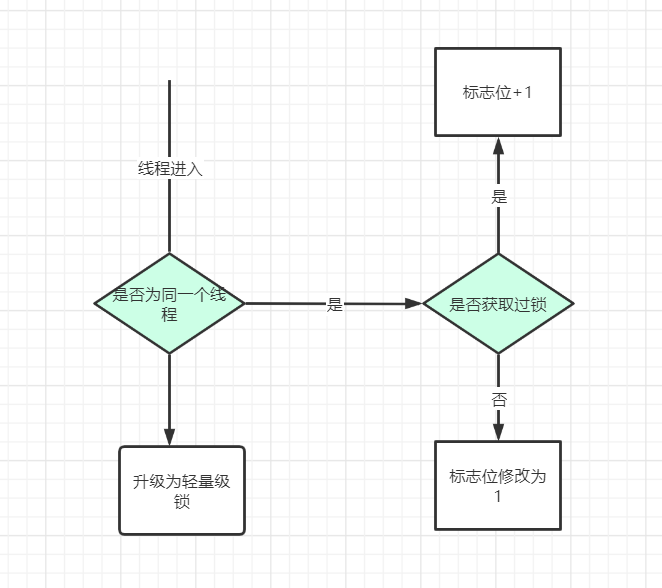 标志位+1
线程进入
是
是否为同一个线
程
是
是否获取过锁
否
升级为轻量级
锁
标志位修改为
1